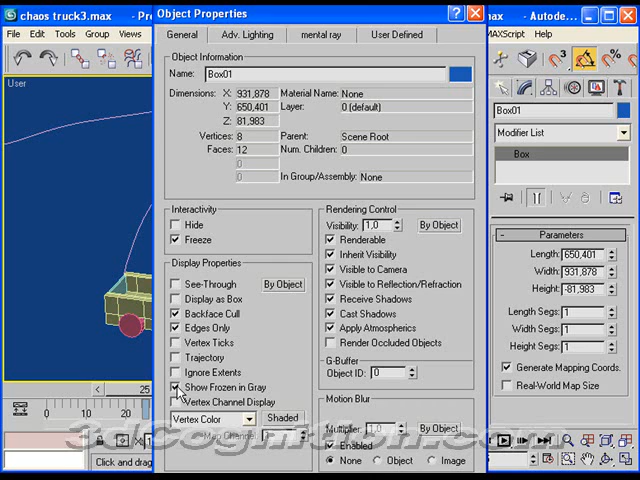 chaos truck3.max - Pr
Object Properties
max - Autodes...
File Edit Tools Group Views
MAXScript Help
General Adv. Lighting mental ray User Defined
User
Object Information
Name: Box01
Dimensions: X: 931,878 Material Name: None
Y: 650,401 Layer: 0 (default)
Z: 81,983
Vertices: 8 Parent: Scene Root
Faces: 12 Num. Children: 0
0
0 In Group/Assembly: None
Interactivity
Hide
Freeze
Display Properties
See-Through By Object
Display as Box
Backface Cull
Edges Only
Vertex Ticks
Trajectory
Ignore Extents
Show Frozen in Gray
Vertex Channel Display
Vertex Color Shaded
Map Channel:
Rendering Control
Visibility: 1,0 By Object
Renderable
Inherit Visibility
Visible to Camera
Visible to Reflection/Refraction
Receive Shadows
Cast Shadows
Apply Atmospherics
Render Occluded Objects
G-Buffer
Object ID: 0
Motion Blur
Multiplier: 1,0 By Object
Enabled
None Object Image
Box01
Modifier List
Box
Parameters
Length: 650,401
Width: 931,878
Height: -81,983
Length Segs: 1
Width Segs: 1
Height Segs: 1
Generate Mapping Coords.
Real-World Map Size
25
0
Click and drag
3dCognition.com